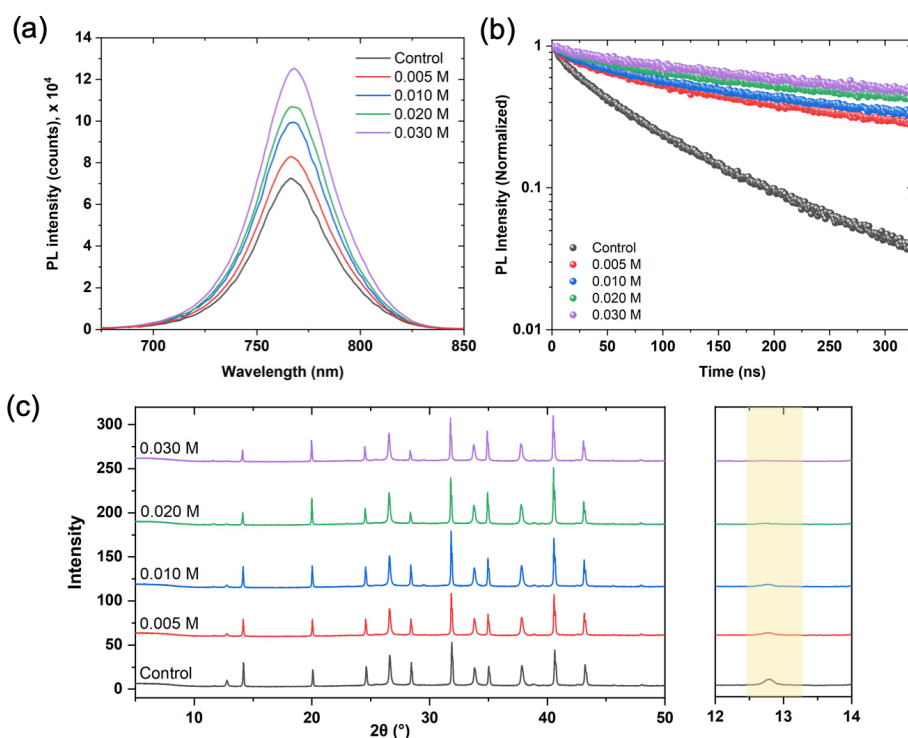 (a)
14
12
10
8
6
4
2
0
PL intensity (counts), x 10⁴
Control
0.005 M
0.010 M
0.020 M
0.030 M
700
750
800
850
Wavelength (nm)
(b)
1
0.1
0.01
PL Intensity (Normalized)
Control
0.005 M
0.010 M
0.020 M
0.030 M
0
50
100
150
200
250
300
Time (ns)
(c)
300
250
200
150
100
50
0
Intensity
0.030 M
0.020 M
0.010 M
0.005 M
Control
10
20
30
40
50
2θ (°)
12
13
14